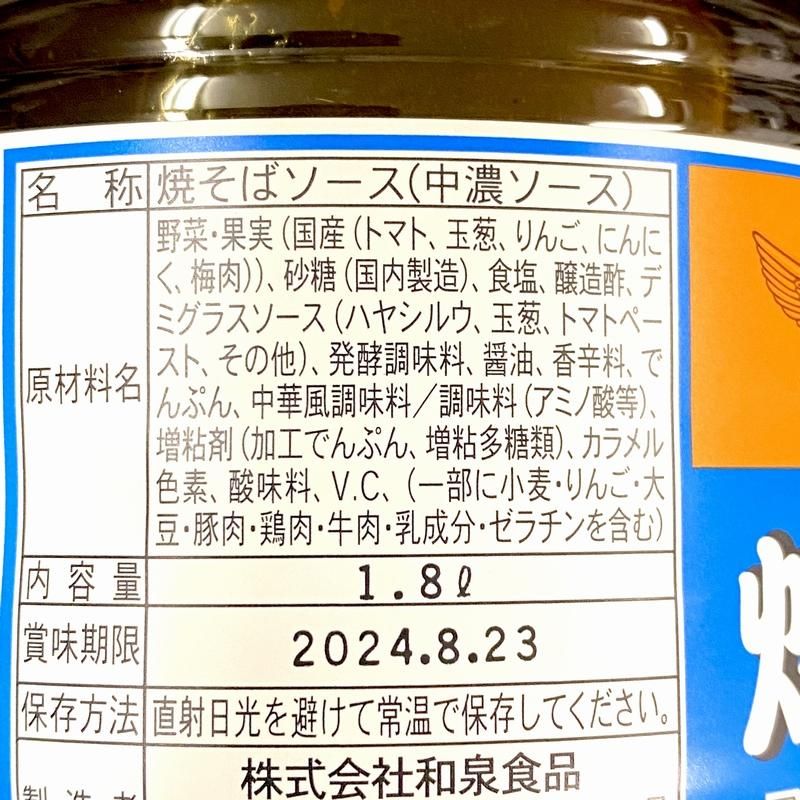 名 称 焼そばソース(中濃ソース)
原材料名
野菜・果実(国産(トマト、玉葱、りんご、にんに
く、梅肉))、砂糖(国内製造)、食塩、醸造酢、デ
ミグラスソース(ハヤシルウ、玉葱、トマトペー
スト、その他)、発酵調味料、醤油、香辛料、で
んぷん、中華風調味料/調味料(アミノ酸等)、
増粘剤(加工でんぷん、増粘多糖類)、カラメル
色素、酸味料、V.C、(一部に小麦・りんご・大
豆・豚肉・鶏肉・牛肉・乳成分・ゼラチンを含む)
内容量 1.8ℓ
賞味期限 2024.8.23
保存方法 直射日光を避けて常温で保存してください。
製造者 株式会社和泉食品